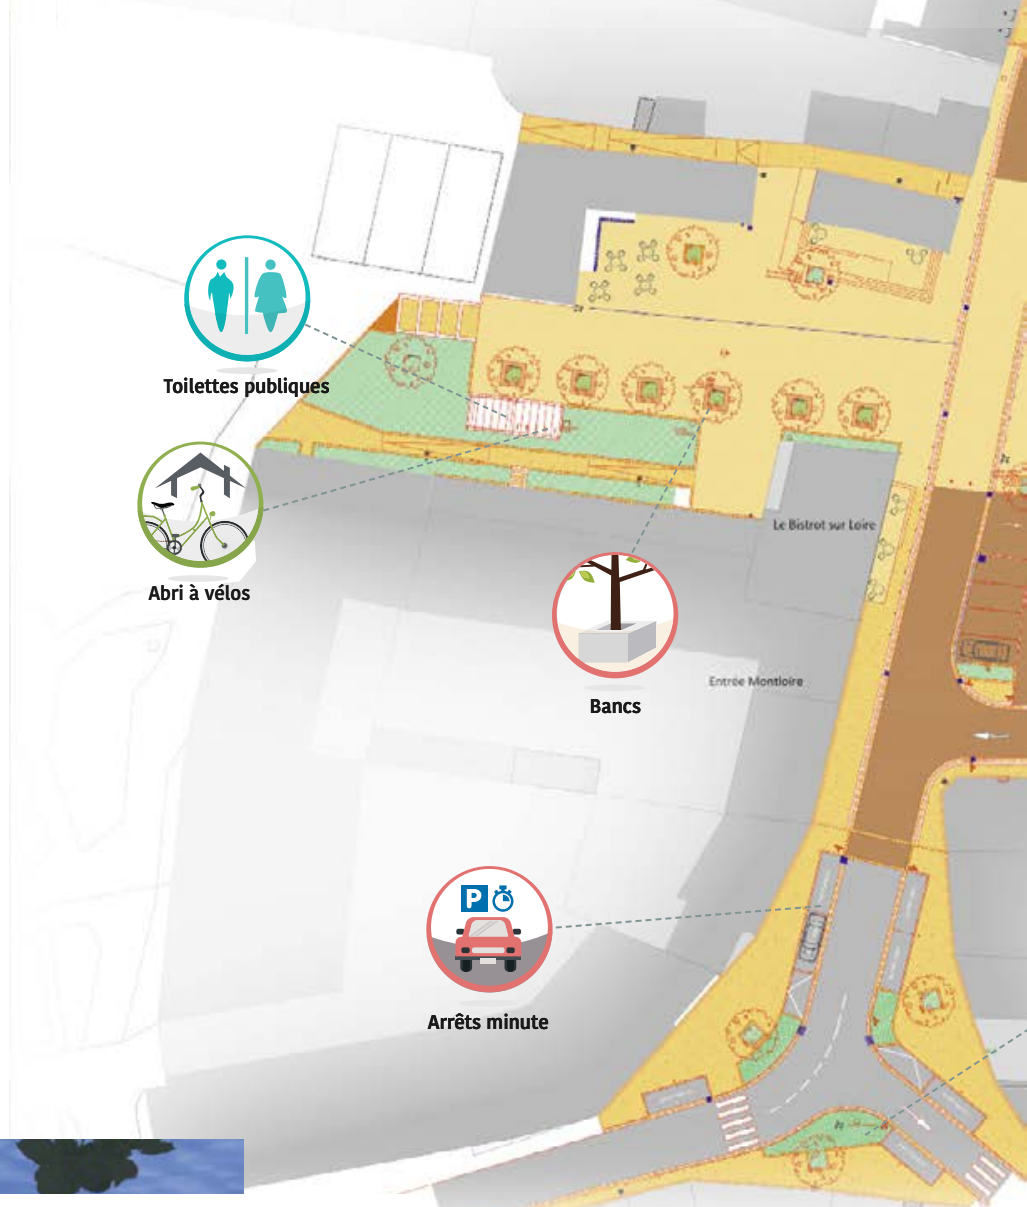 Toilettes publiques
Abri à vélos
Le Bistrot sur Loire
Entrée Montloire
Bancs
P
Arrêts minute